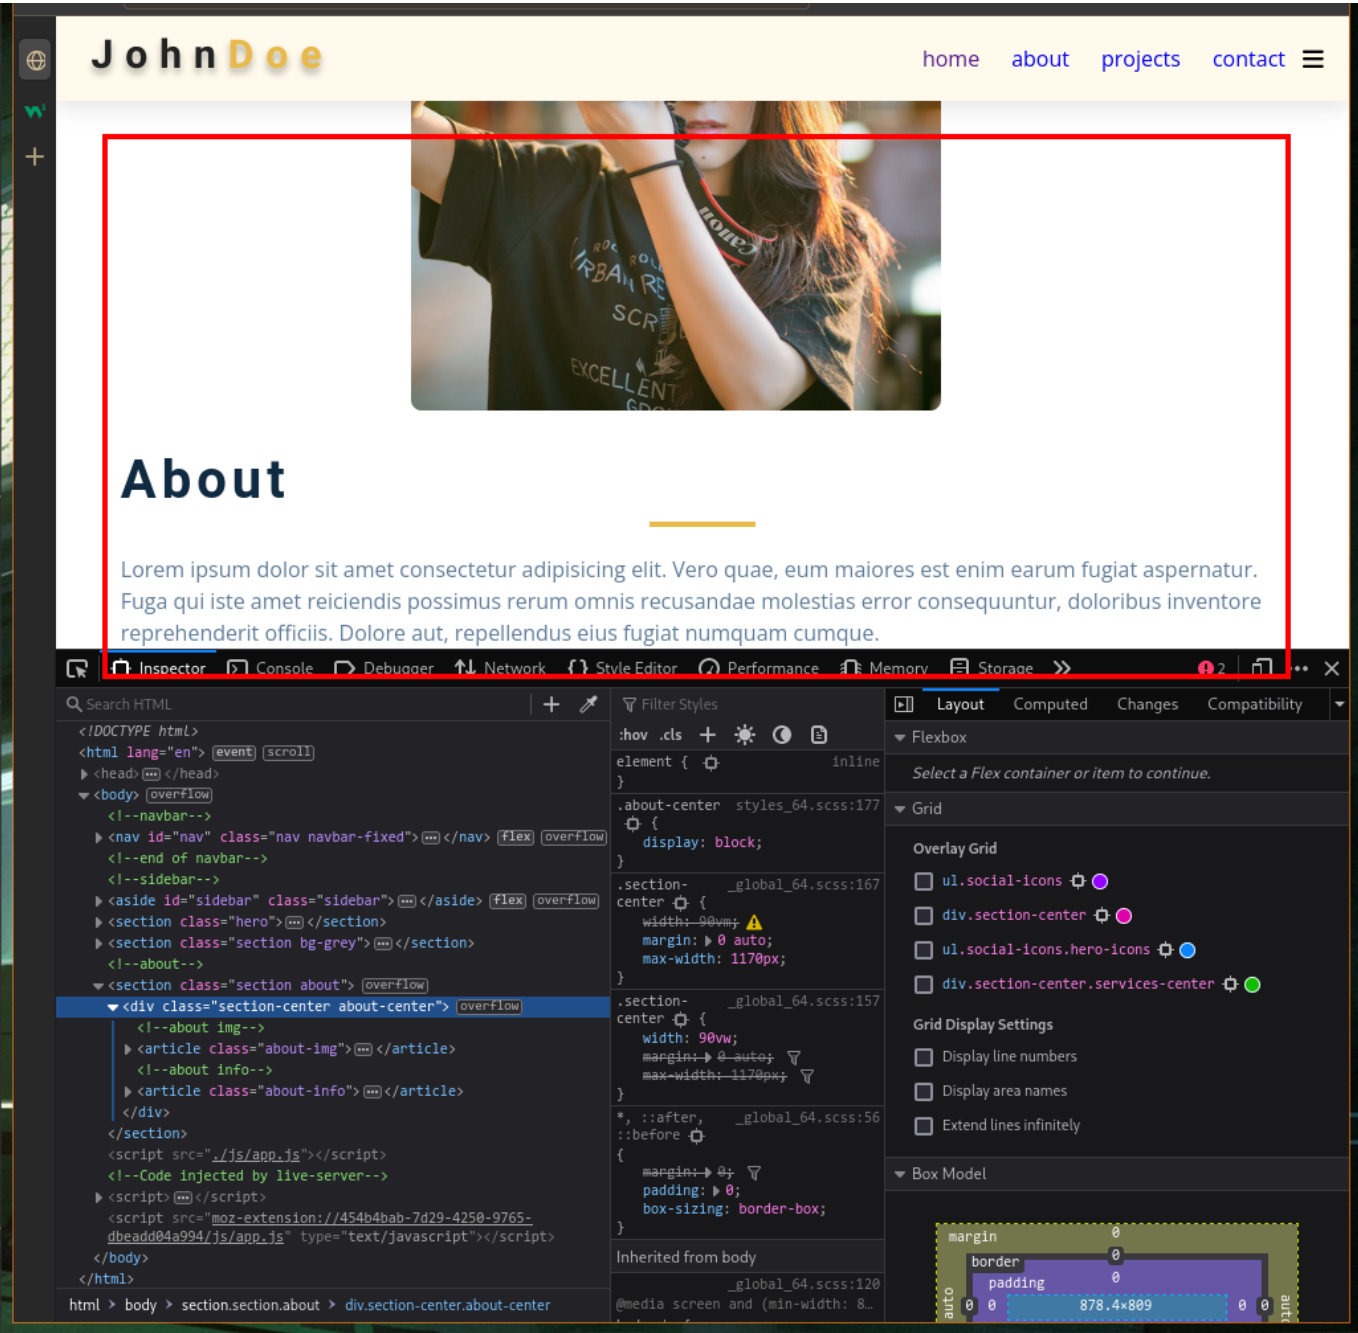 JohnDoe
home about projects contact
Canon
ROC ROLL
URBAN RE
SCR
EXCELLENT
GRO
About
Lorem ipsum dolor sit amet consectetur adipisicing elit. Vero quae, eum maiores est enim earum fugiat aspernatur.
Fuga qui iste amet reiciendis possimus rerum omnis recusandae molestias error consequuntur, doloribus inventore
reprehenderit officiis. Dolore aut, repellendus eius fugiat numquam cumque.
Inspector Console Debugger Network {} Style Editor Performance Memory Storage 2
Search HTML
<!DOCTYPE html>
<html lang="en"> event scroll
<head> </head>
<body> overflow
<!--navbar-->
<nav id="nav" class="nav navbar-fixed"> </nav> flex overflow
<!--end of navbar-->
<!--sidebar-->
<aside id="sidebar" class="sidebar"> </aside> flex overflow
<section class="hero"> </section>
<section class="section bg-grey"> </section>
<!--about-->
<section class="section about"> overflow
<div class="section-center about-center"> overflow
<!--about img-->
<article class="about-img"> </article>
<!--about info-->
<article class="about-info"> </article>
</div>
</section>
<script src="./js/app.js"></script>
<!--Code injected by live-server-->
<script> </script>
<script src="moz-extension://454b4bab-7d29-4250-9765-
dbeadd04a994/js/app.js" type="text/javascript"></script>
</body>
</html>
html > body > section.section.about > div.section-center.about-center
Filter Styles
:hov .cls +
element { inline
}
.about-center styles_64.scss:177
{
display: block;
}
.section- _global_64.scss:167
center {
width: 90vm;
margin: 0 auto;
max-width: 1170px;
}
.section- _global_64.scss:157
center {
width: 90vw;
margin: 0 auto;
max-width: 1170px;
}
*, ::after, _global_64.scss:56
::before
{
margin: 0;
padding: 0;
box-sizing: border-box;
}
Inherited from body
_global_64.scss:120
@media screen and (min-width: 8…
Layout Computed Changes Compatibility
Flexbox
Select a Flex container or item to continue.
Grid
Overlay Grid
ul.social-icons
div.section-center
ul.social-icons.hero-icons
div.section-center.services-center
Grid Display Settings
Display line numbers
Display area names
Extend lines infinitely
Box Model
margin 0
border 0
padding 0
auto 0 0 878.4×809 0 0 auto